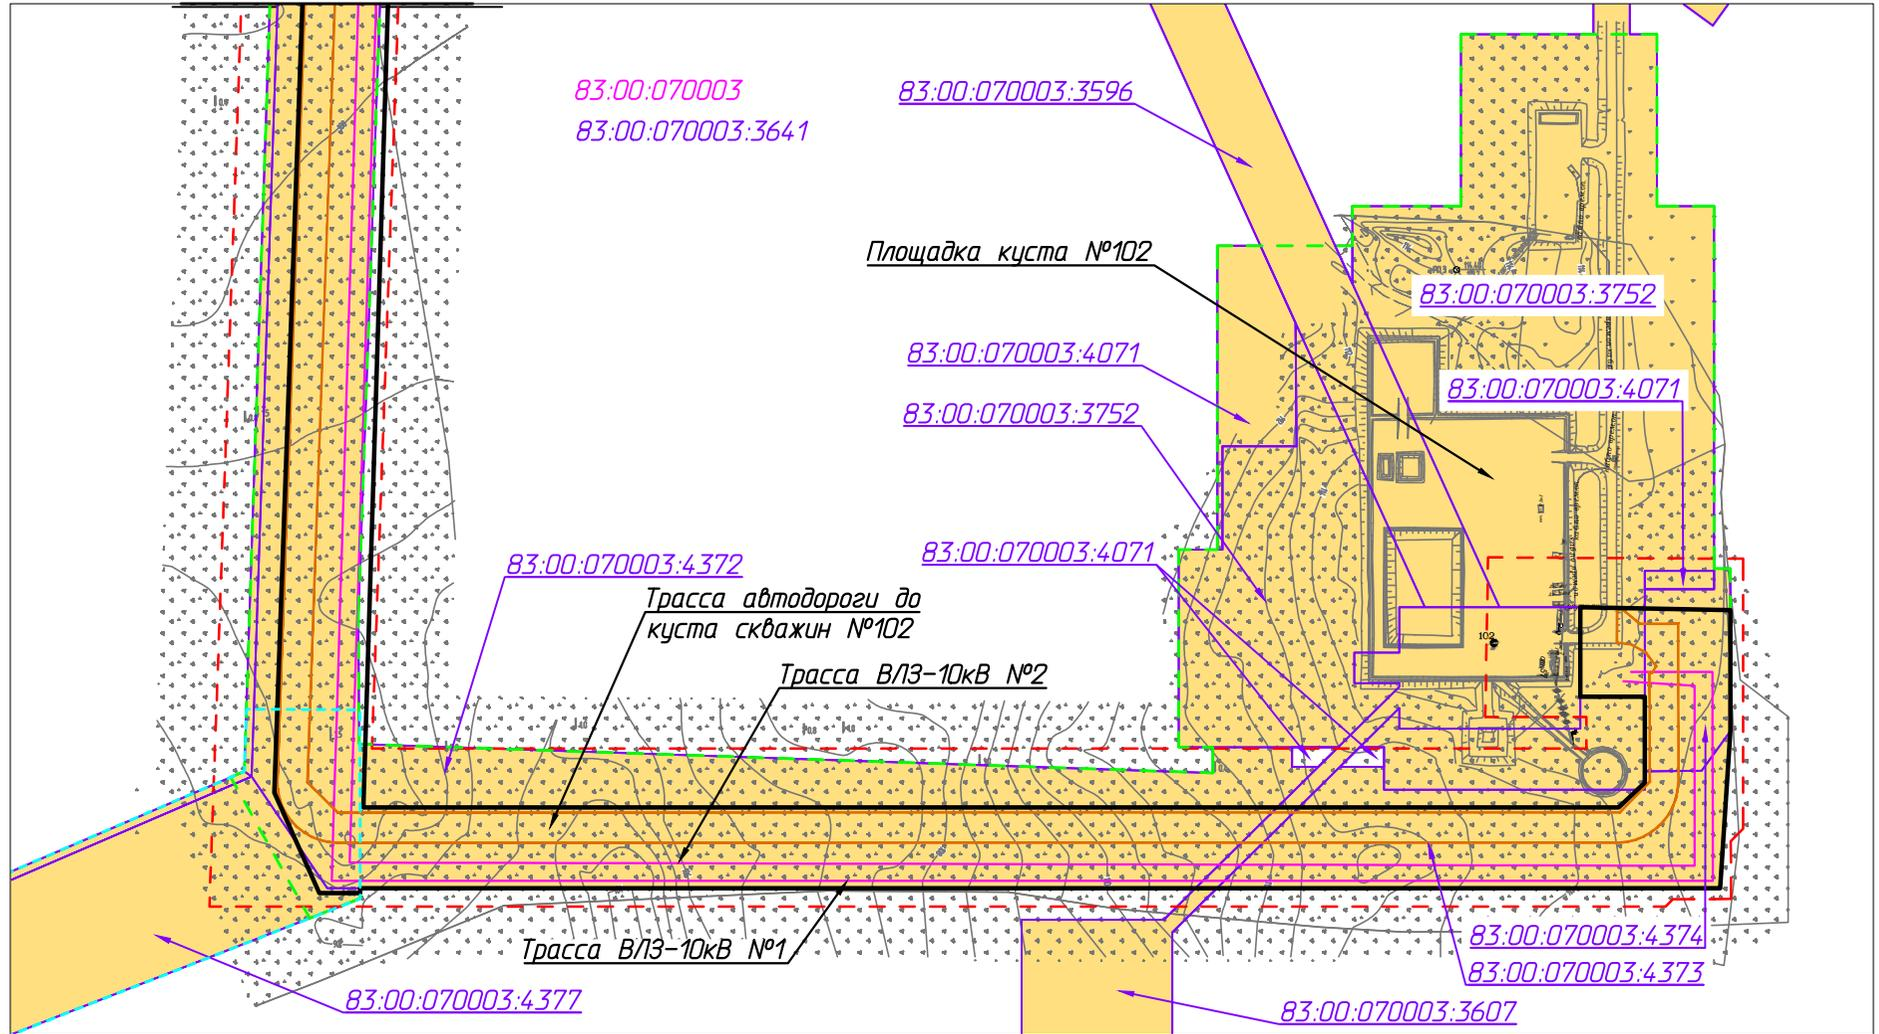 83:00:070003
83:00:070003:3641
83:00:070003:3596
Площадка куста №102
83:00:070003:3752
83:00:070003:4071
83:00:070003:4071
83:00:070003:3752
83:00:070003:4071
83:00:070003:4372
Трасса автодороги до
куста скважин №102
Трасса ВЛЗ-10кВ №2
102
Трасса ВЛЗ-10кВ №1
83:00:070003:4374
83:00:070003:4373
83:00:070003:4377
83:00:070003:3607